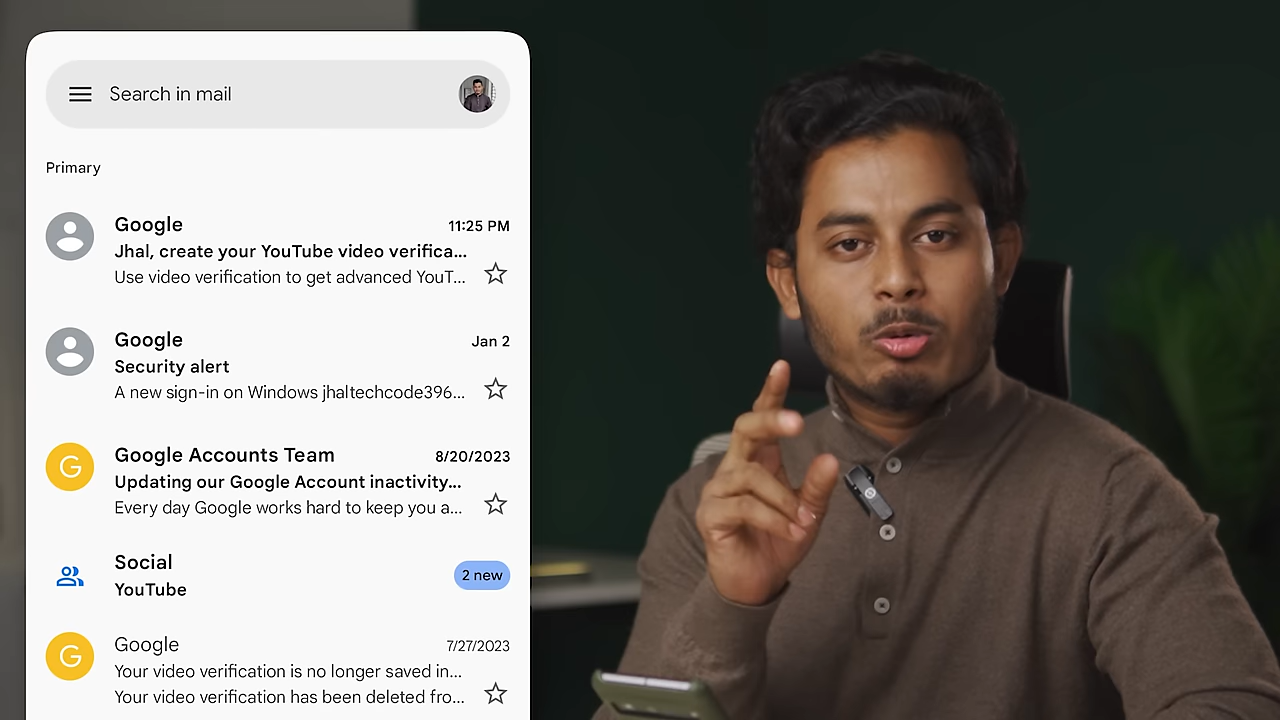 Search in mail
Primary
Google
11:25 PM
Jhal, create your YouTube video verifica...
Use video verification to get advanced YouT...
Google
Jan 2
Security alert
A new sign-in on Windows jhaltechcode396...
Google Accounts Team
8/20/2023
Updating our Google Account inactivity...
Every day Google works hard to keep you a...
Social
2 new
YouTube
Google
7/27/2023
Your video verification is no longer saved in...
Your video verification has been deleted fro...